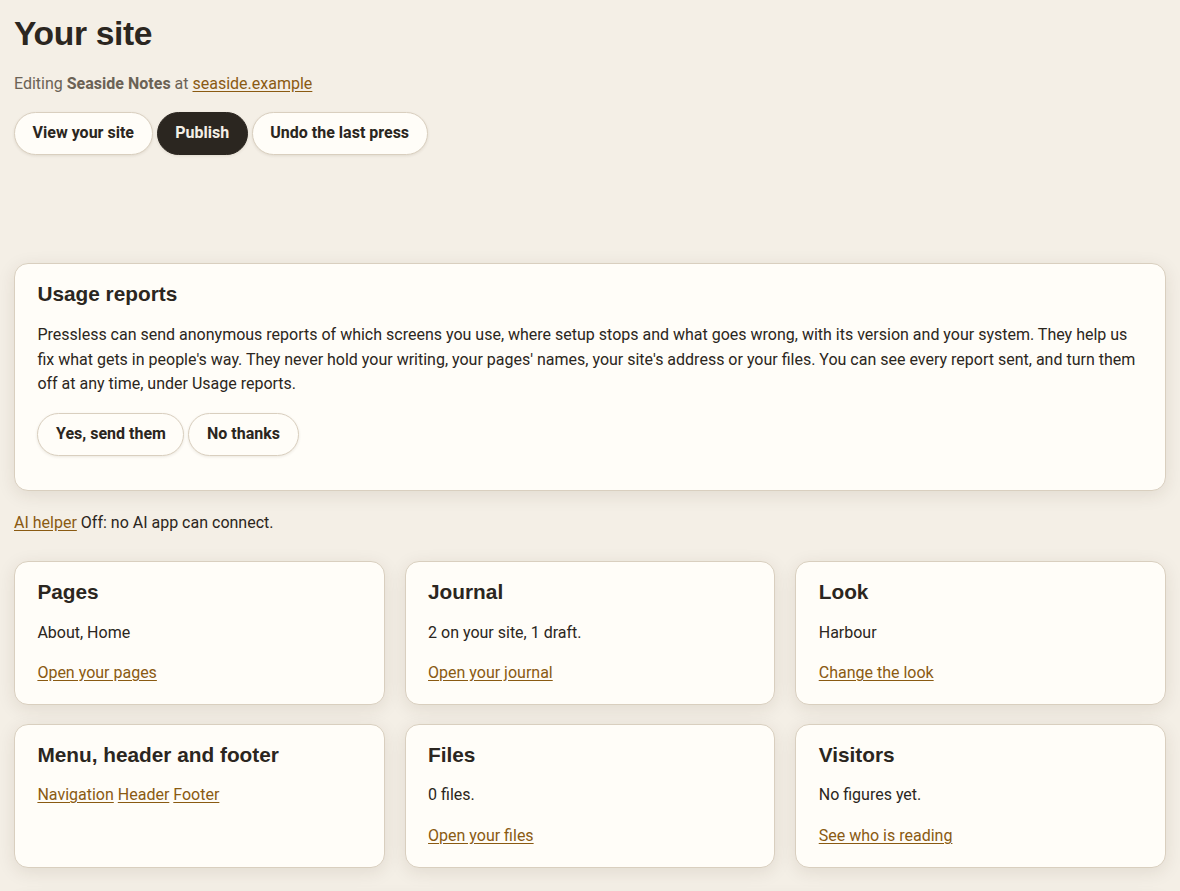 Your site
Editing Seaside Notes at seaside.example
View your site Publish Undo the last press
Usage reports
Pressless can send anonymous reports of which screens you use, where setup stops and what goes wrong, with its version and your system. They help us
fix what gets in people's way. They never hold your writing, your pages' names, your site's address or your files. You can see every report sent, and turn them
off at any time, under Usage reports.
Yes, send them No thanks
AI helper Off: no AI app can connect.
Pages
About, Home
Open your pages
Journal
2 on your site, 1 draft.
Open your journal
Look
Harbour
Change the look
Menu, header and footer
Navigation Header Footer
Files
0 files.
Open your files
Visitors
No figures yet.
See who is reading